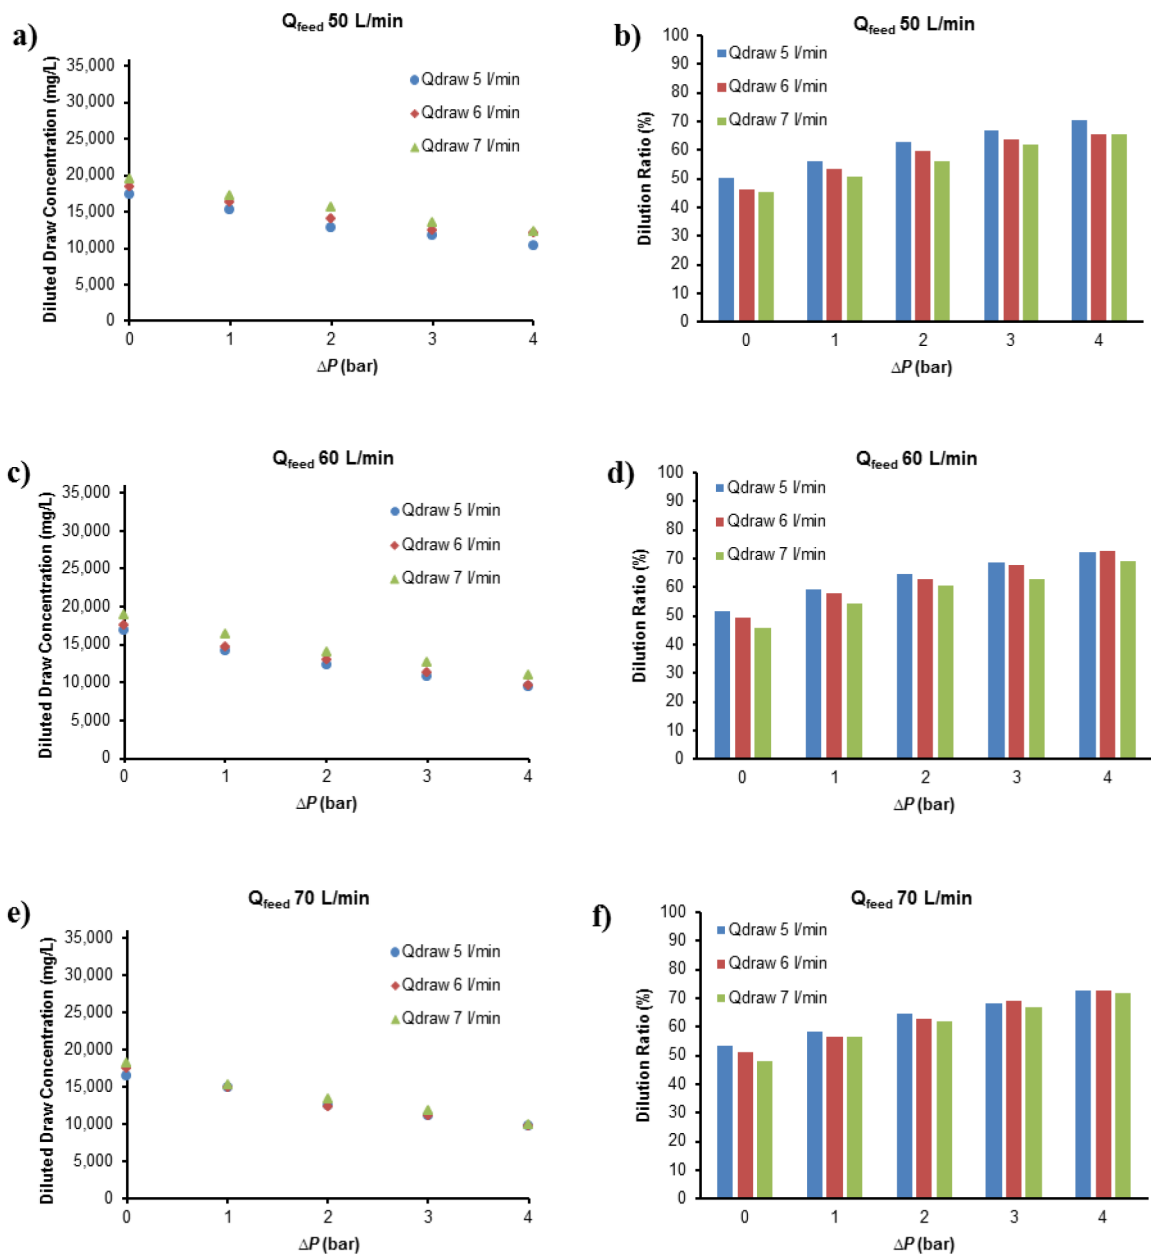 a)
Qfeed 50 L/min
Diluted Draw Concentration (mg/L)
35,000
30,000
25,000
20,000
15,000
10,000
5,000
0
Qdraw 5 l/min
Qdraw 6 l/min
Qdraw 7 l/min
0 1 2 3 4
ΔP (bar)
b)
Qfeed 50 L/min
Dilution Ratio (%)
100
90
80
70
60
50
40
30
20
10
0
Qdraw 5 l/min
Qdraw 6 l/min
Qdraw 7 l/min
0 1 2 3 4
ΔP (bar)
c)
Qfeed 60 L/min
Diluted Draw Concentration (mg/L)
35,000
30,000
25,000
20,000
15,000
10,000
5,000
0
Qdraw 5 l/min
Qdraw 6 l/min
Qdraw 7 l/min
0 1 2 3 4
ΔP (bar)
d)
Qfeed 60 L/min
Dilution Ratio (%)
100
90
80
70
60
50
40
30
20
10
0
Qdraw 5 l/min
Qdraw 6 l/min
Qdraw 7 l/min
0 1 2 3 4
ΔP (bar)
e)
Qfeed 70 L/min
Diluted Draw Concentration (mg/L)
35,000
30,000
25,000
20,000
15,000
10,000
5,000
0
Qdraw 5 l/min
Qdraw 6 l/min
Qdraw 7 l/min
0 1 2 3 4
ΔP (bar)
f)
Qfeed 70 L/min
Dilution Ratio (%)
100
90
80
70
60
50
40
30
20
10
0
Qdraw 5 l/min
Qdraw 6 l/min
Qdraw 7 l/min
0 1 2 3 4
ΔP (bar)